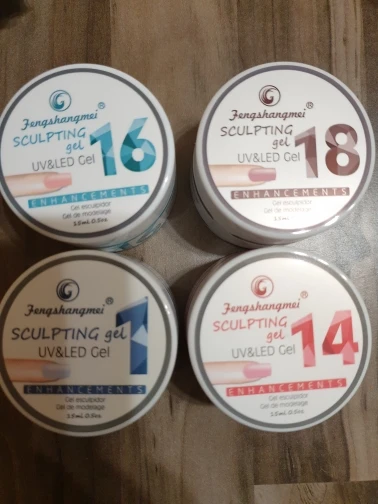 Fengshangmei®
SCULPTING
gel
16
UV&LED Gel
ENHANCEMENTS
Gel esculpidor
Gel de modelage
15ml 0.5oz
Fengshangmei®
SCULPTING
gel
18
UV&LED Gel
ENHANCEMENTS
Gel esculpidor
Gel de modelage
15ml
Fengshangmei®
SCULPTING gel
1
UV&LED Gel
ENHANCEMENTS
Gel esculpidor
Gel de modelage
15ml 0.5oz
Fengshangmei®
SCULPTING
gel
14
UV&LED Gel
ENHANCEMENTS
Gel esculpidor
Gel de modelage
15ml 0.5oz